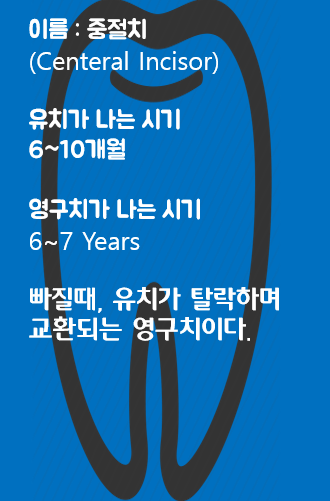 이름 : 중절치
(Centeral Incisor)
유치가 나는 시기
6~10개월
영구치가 나는 시기
6~7 Years
빠질때, 유치가 탈락하며
교환되는 영구치이다.